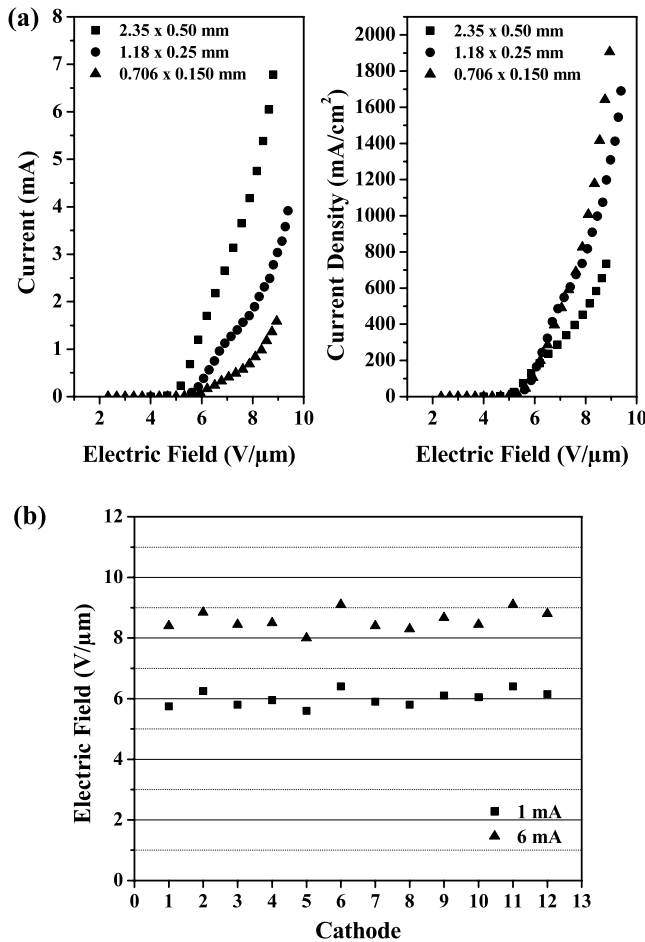 (a)
2.35 x 0.50 mm
1.18 x 0.25 mm
0.706 x 0.150 mm
8
7
6
5
4
3
2
1
0
2 4 6 8 10
Current (mA)
Electric Field (V/µm)
2.35 x 0.50 mm
1.18 x 0.25 mm
0.706 x 0.150 mm
2000
1800
1600
1400
1200
1000
800
600
400
200
0
2 4 6 8 10
Current Density (mA/cm²)
Electric Field (V/µm)
(b)
12
10
8
6
4
2
0
0 1 2 3 4 5 6 7 8 9 10 11 12 13
Electric Field (V/µm)
1 mA
6 mA
Cathode